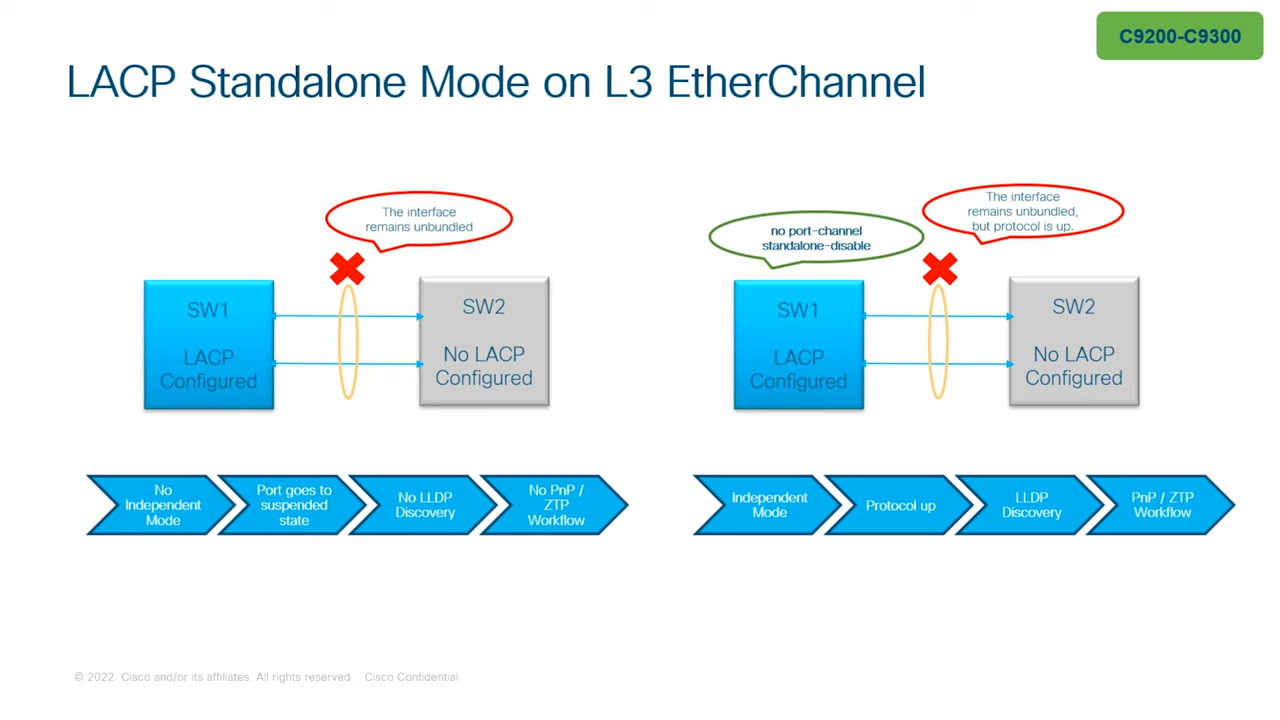 C9200-C9300
LACP Standalone Mode on L3 EtherChannel
The interface
remains unbundled
SW1
LACP
Configured
SW2
No LACP
Configured
No
Independent
Mode
Port goes to
suspended
state
No LLDP
Discovery
No PnP /
ZTP
Workflow
no port-channel
standalone-disable
The interface
remains unbundled,
but protocol is up.
SW1
LACP
Configured
SW2
No LACP
Configured
Independent
Mode
Protocol up
LLDP
Discovery
PnP / ZTP
Workflow
© 2022 Cisco and/or its affiliates. All rights reserved. Cisco Confidential